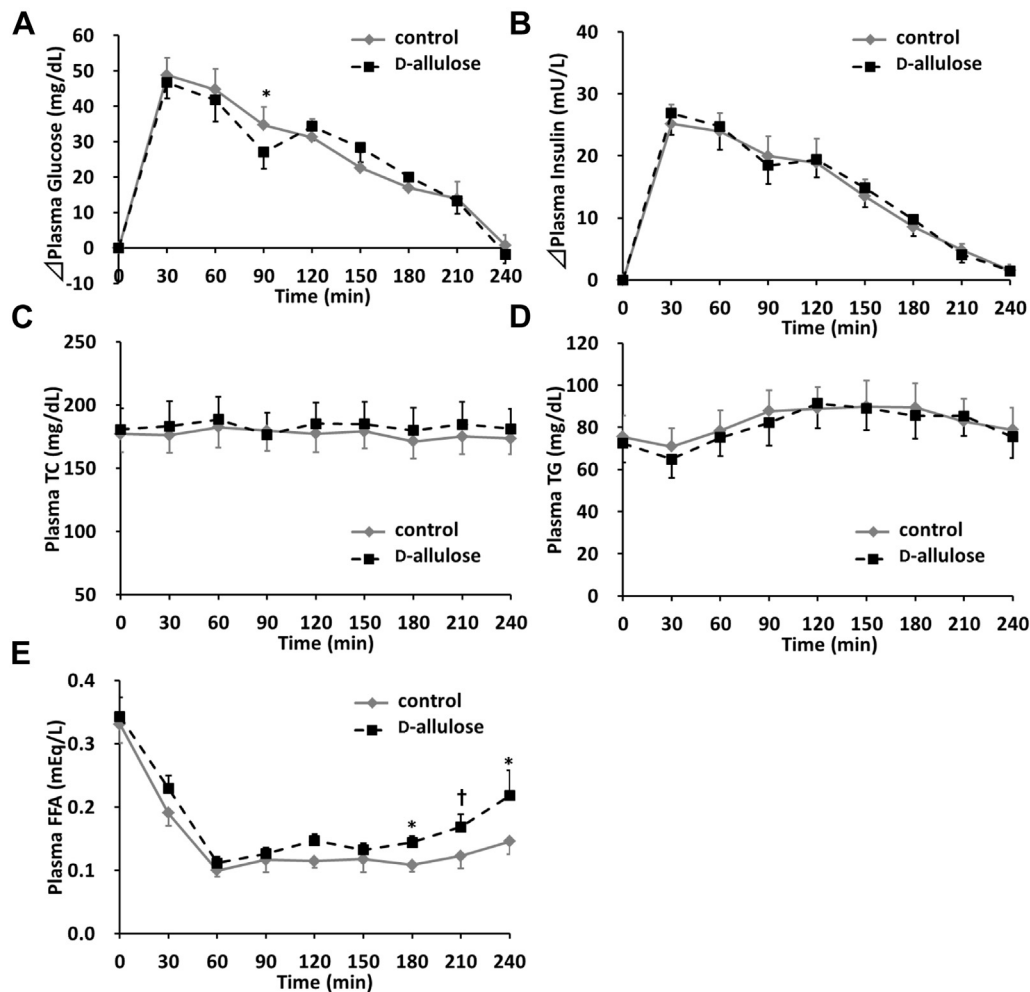 A
⊿Plasma Glucose (mg/dL)
60
50
40
30
20
10
0
-10
*
control
D-allulose
0 30 60 90 120 150 180 210 240
Time (min)
B
⊿Plasma Insulin (mU/L)
40
30
20
10
0
control
D-allulose
0 30 60 90 120 150 180 210 240
Time (min)
C
Plasma TC (mg/dL)
250
200
150
100
50
control
D-allulose
0 30 60 90 120 150 180 210 240
Time (min)
D
Plasma TG (mg/dL)
120
100
80
60
40
20
0
control
D-allulose
0 30 60 90 120 150 180 210 240
Time (min)
E
Plasma FFA (mEq/L)
0.4
0.3
0.2
0.1
0.0
control
D-allulose
* † *
0 30 60 90 120 150 180 210 240
Time (min)